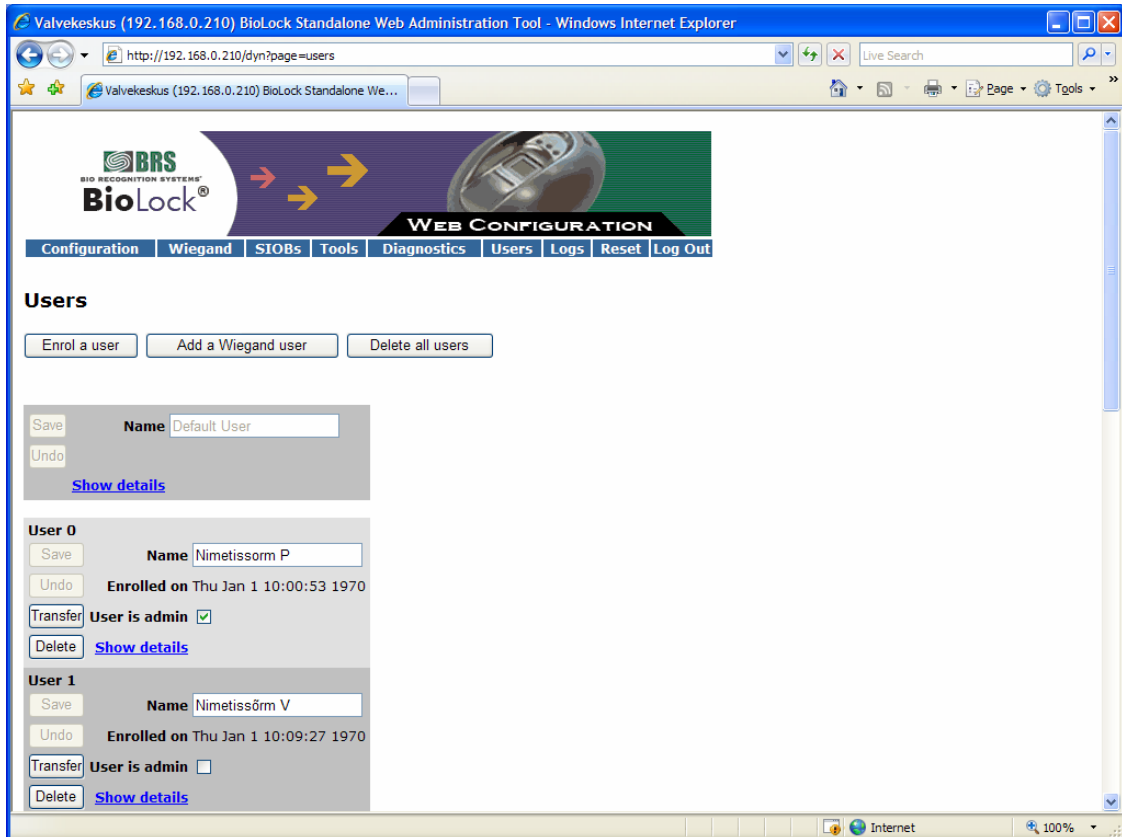 Valvekeskus (192.168.0.210) BioLock Standalone Web Administration Tool - Windows Internet Explorer
http://192.168.0.210/dyn?page=users
Live Search
Valvekeskus (192.168.0.210) BioLock Standalone We...
Page
Tools
»
BRS
BIO RECOGNITION SYSTEMS
BioLock®
WEB CONFIGURATION
Configuration Wiegand SIOBs Tools Diagnostics Users Logs Reset Log Out
Users
Enrol a user Add a Wiegand user Delete all users
Save Name Default User
Undo
Show details
User 0
Save Name Nimetissorm P
Undo Enrolled on Thu Jan 1 10:00:53 1970
Transfer User is admin
Delete Show details
User 1
Save Name Nimetissõrm V
Undo Enrolled on Thu Jan 1 10:09:27 1970
Transfer User is admin
Delete Show details
Internet 100%